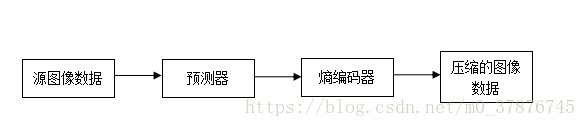 源图像数据
预测器
熵编码器
压缩的图像
数据
https://blog.csdn.net/m0_37876745